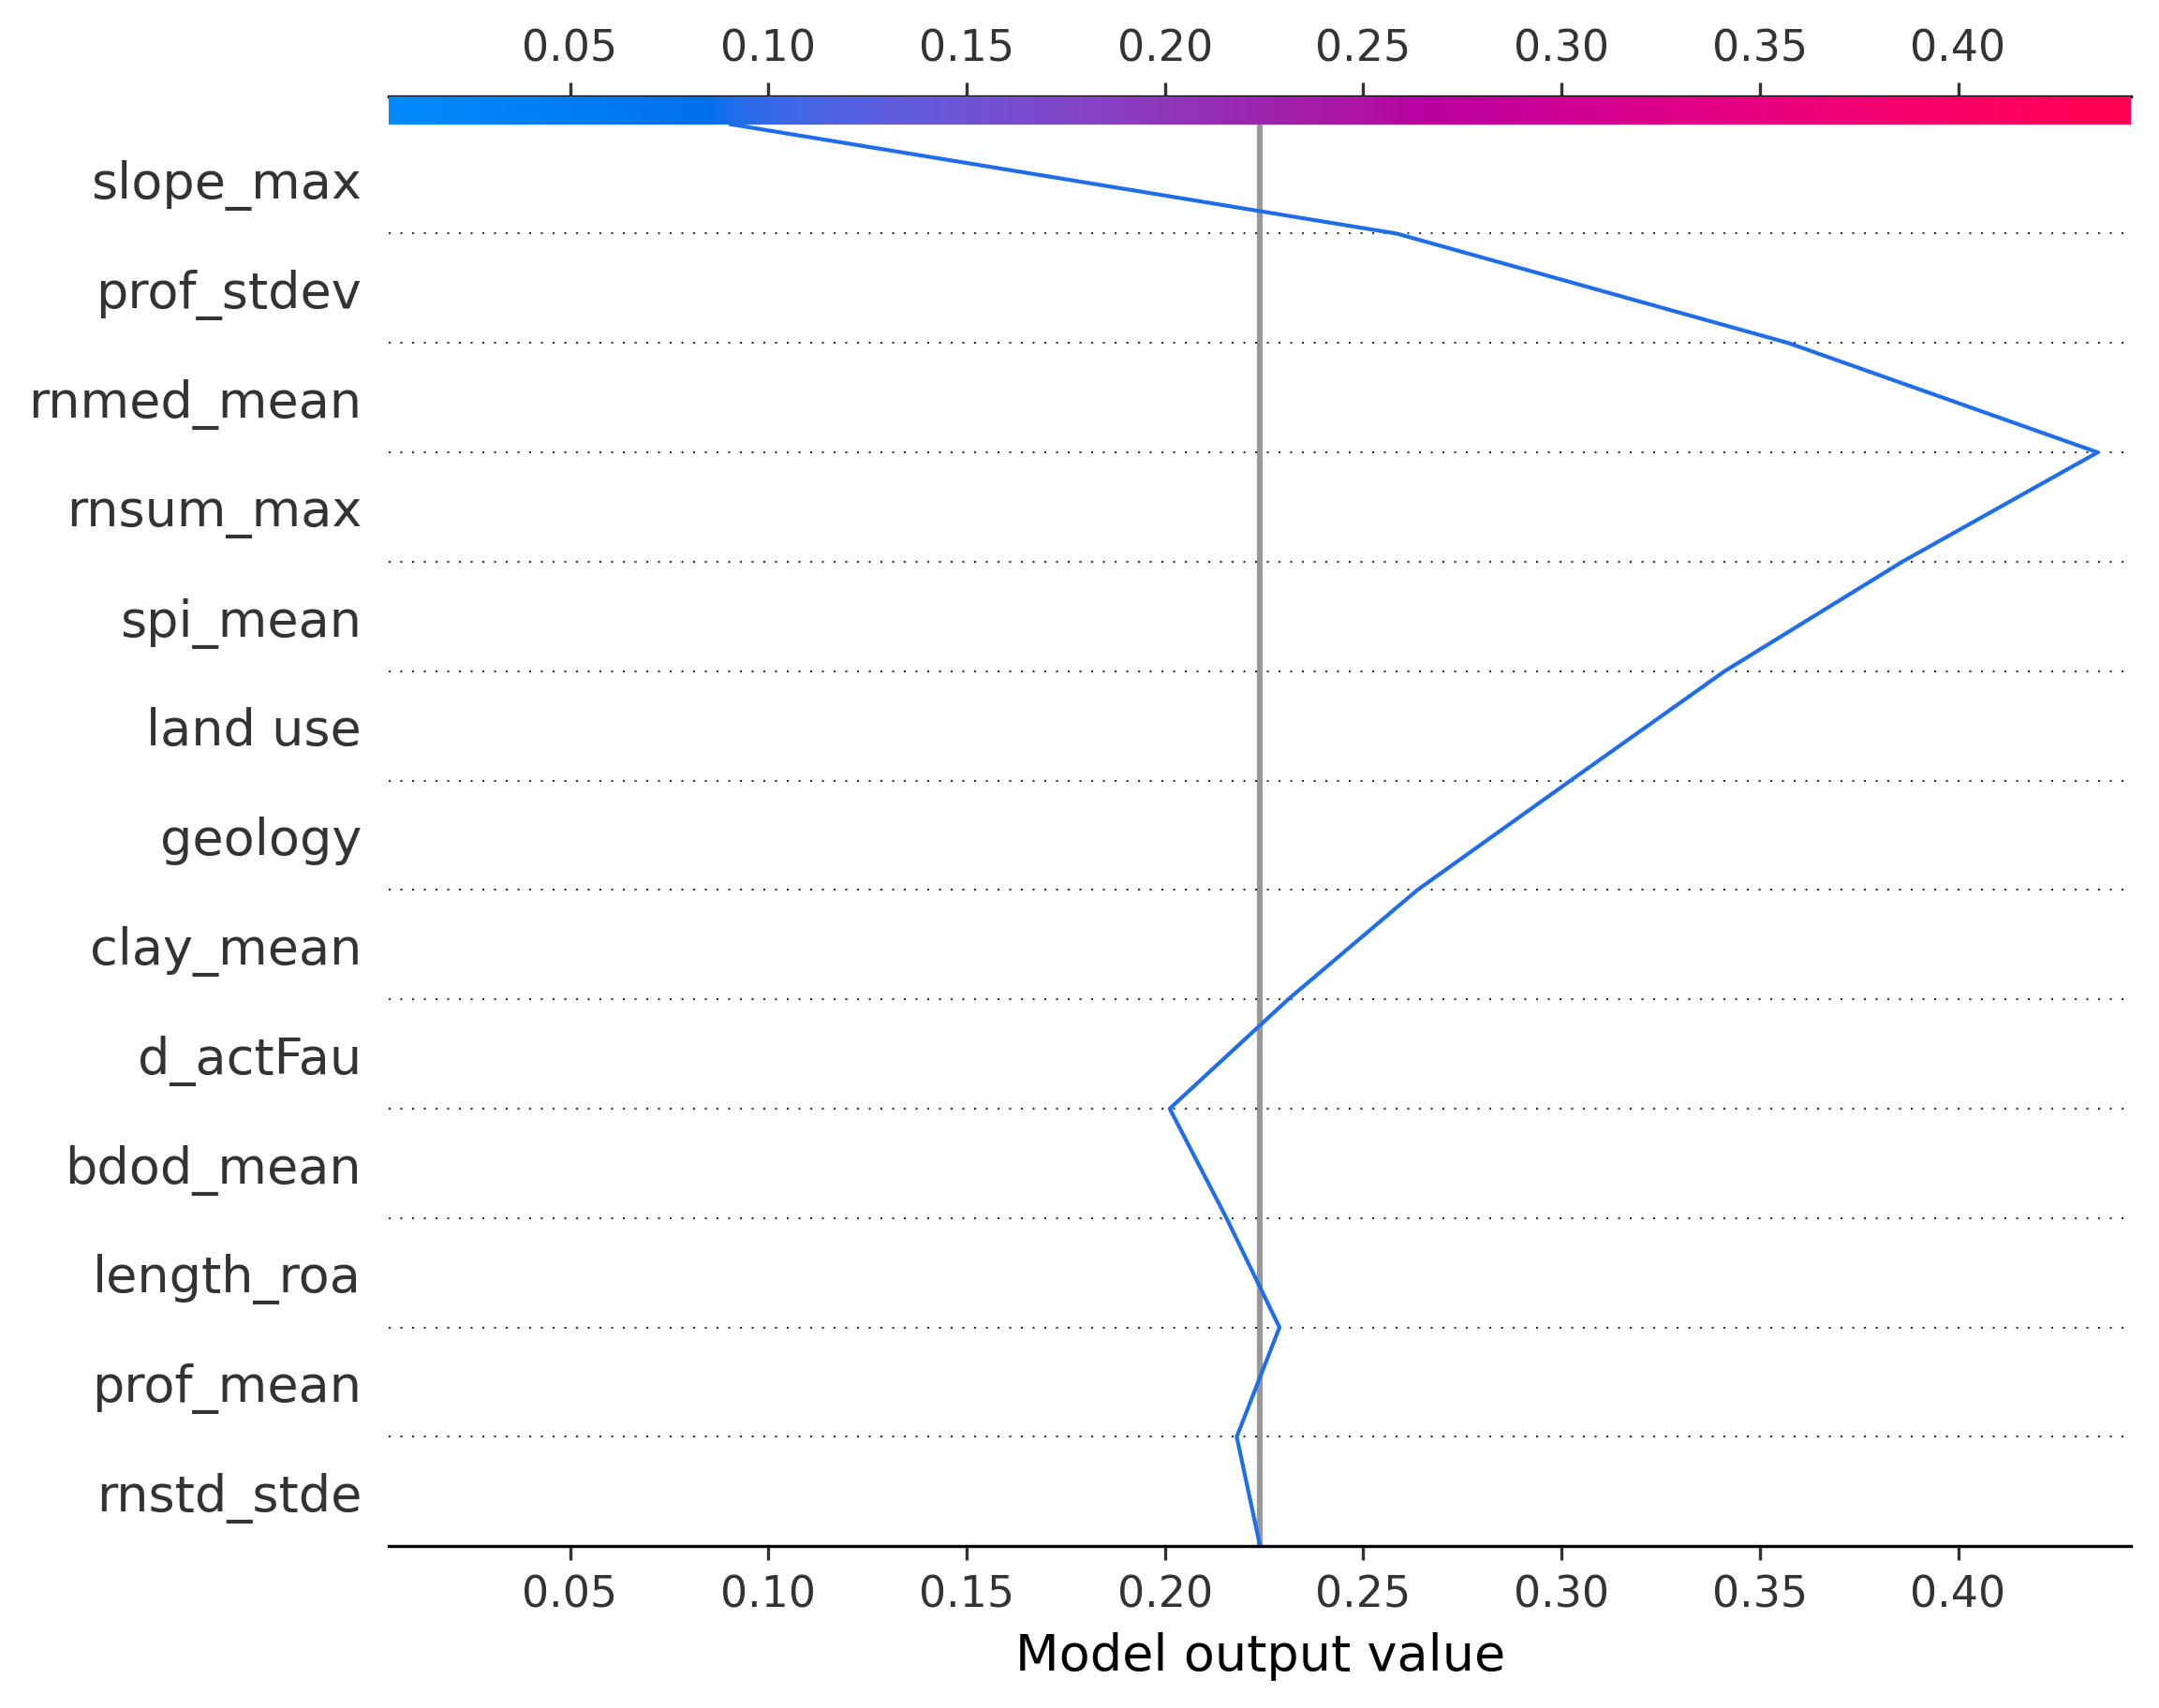 0.05 0.10 0.15 0.20 0.25 0.30 0.35 0.40
slope_max
prof_stdev
rnmed_mean
rnsum_max
spi_mean
land use
geology
clay_mean
d_actFau
bdod_mean
length_roa
prof_mean
rnstd_stde
0.05 0.10 0.15 0.20 0.25 0.30 0.35 0.40
Model output value